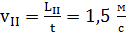 v_II = L_II / t = 1,5 м/с